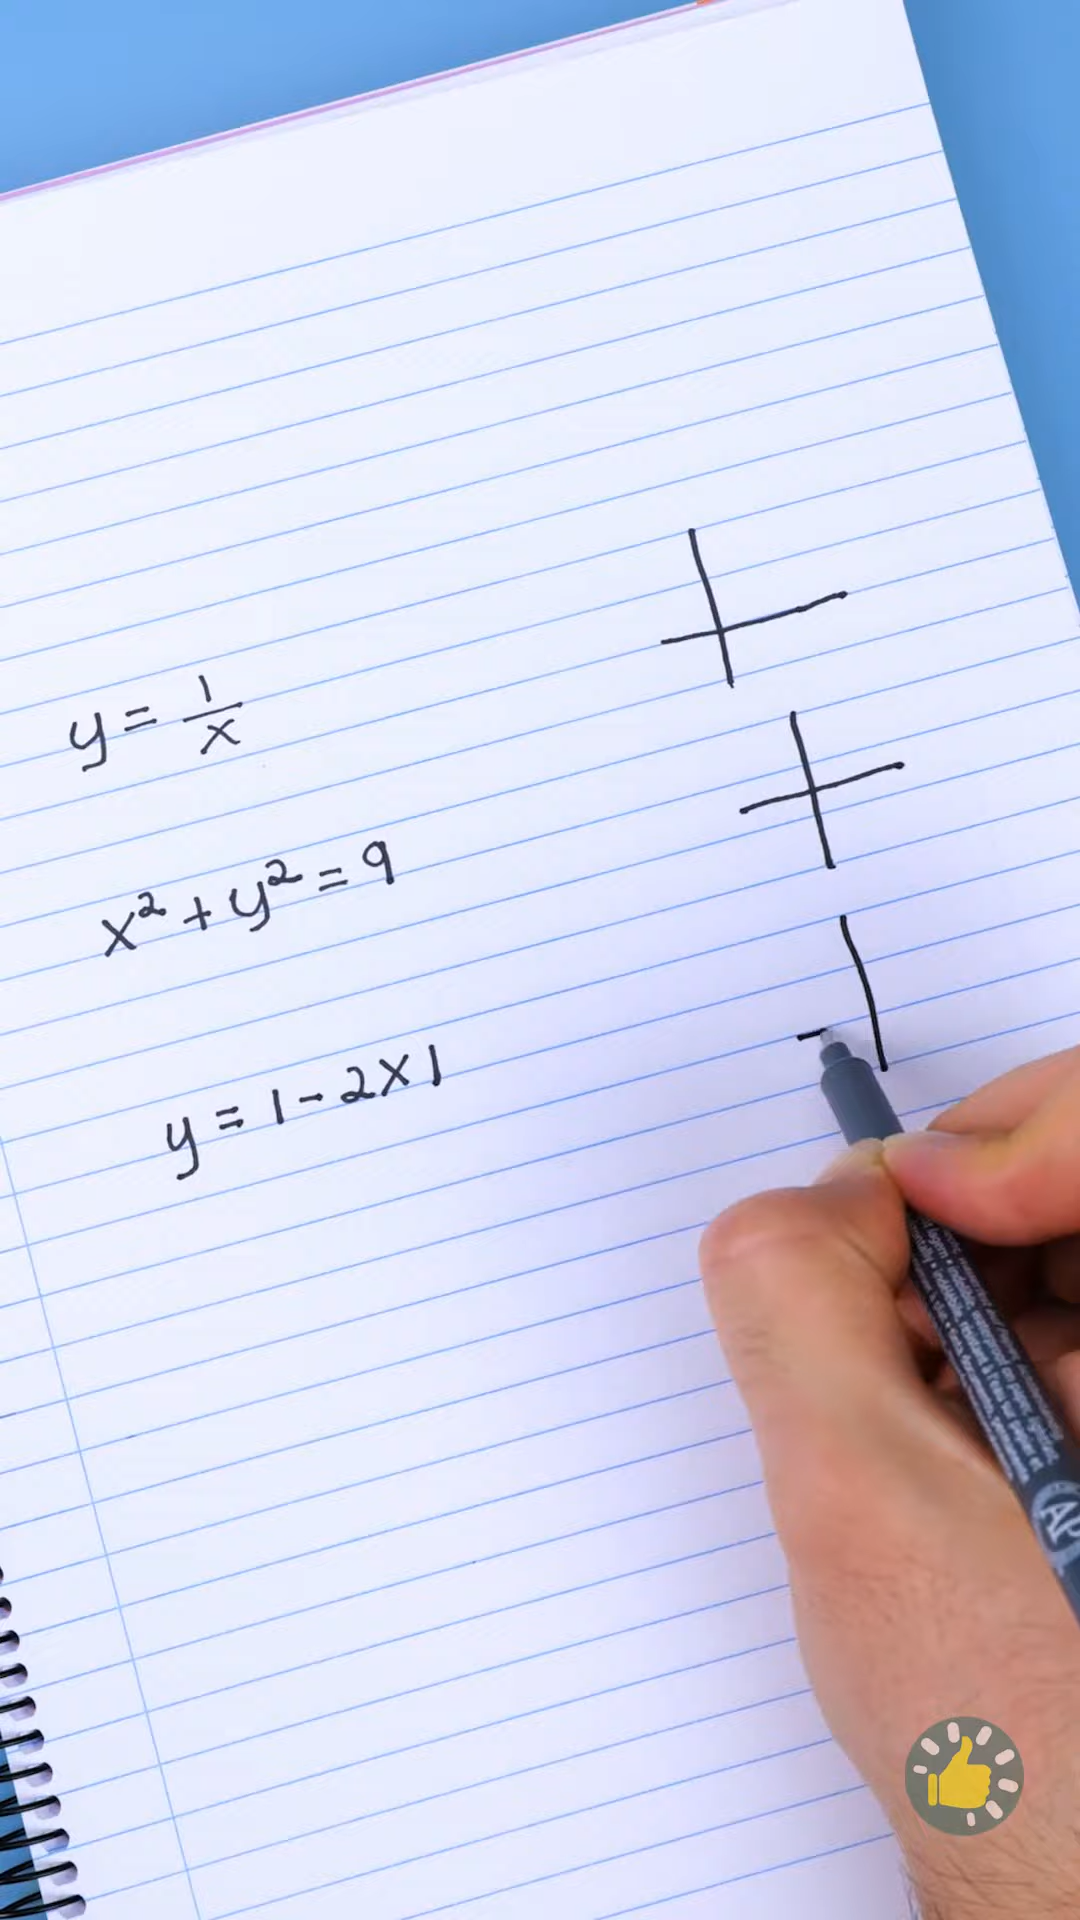 y = 1/x
x² + y² = 9
y = 1 - 2x1